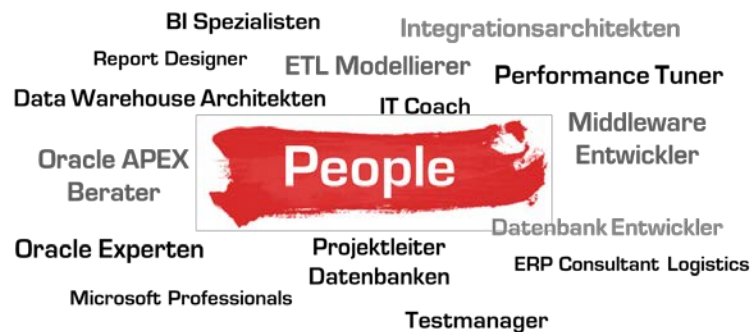 BI Spezialisten
Integrationsarchitekten
Report Designer
ETL Modellierer
Performance Tuner
Data Warehouse Architekten
IT Coach
Middleware
Entwickler
Oracle APEX
Berater
People
Datenbank Entwickler
Oracle Experten
Projektleiter
Datenbanken
ERP Consultant Logistics
Microsoft Professionals
Testmanager